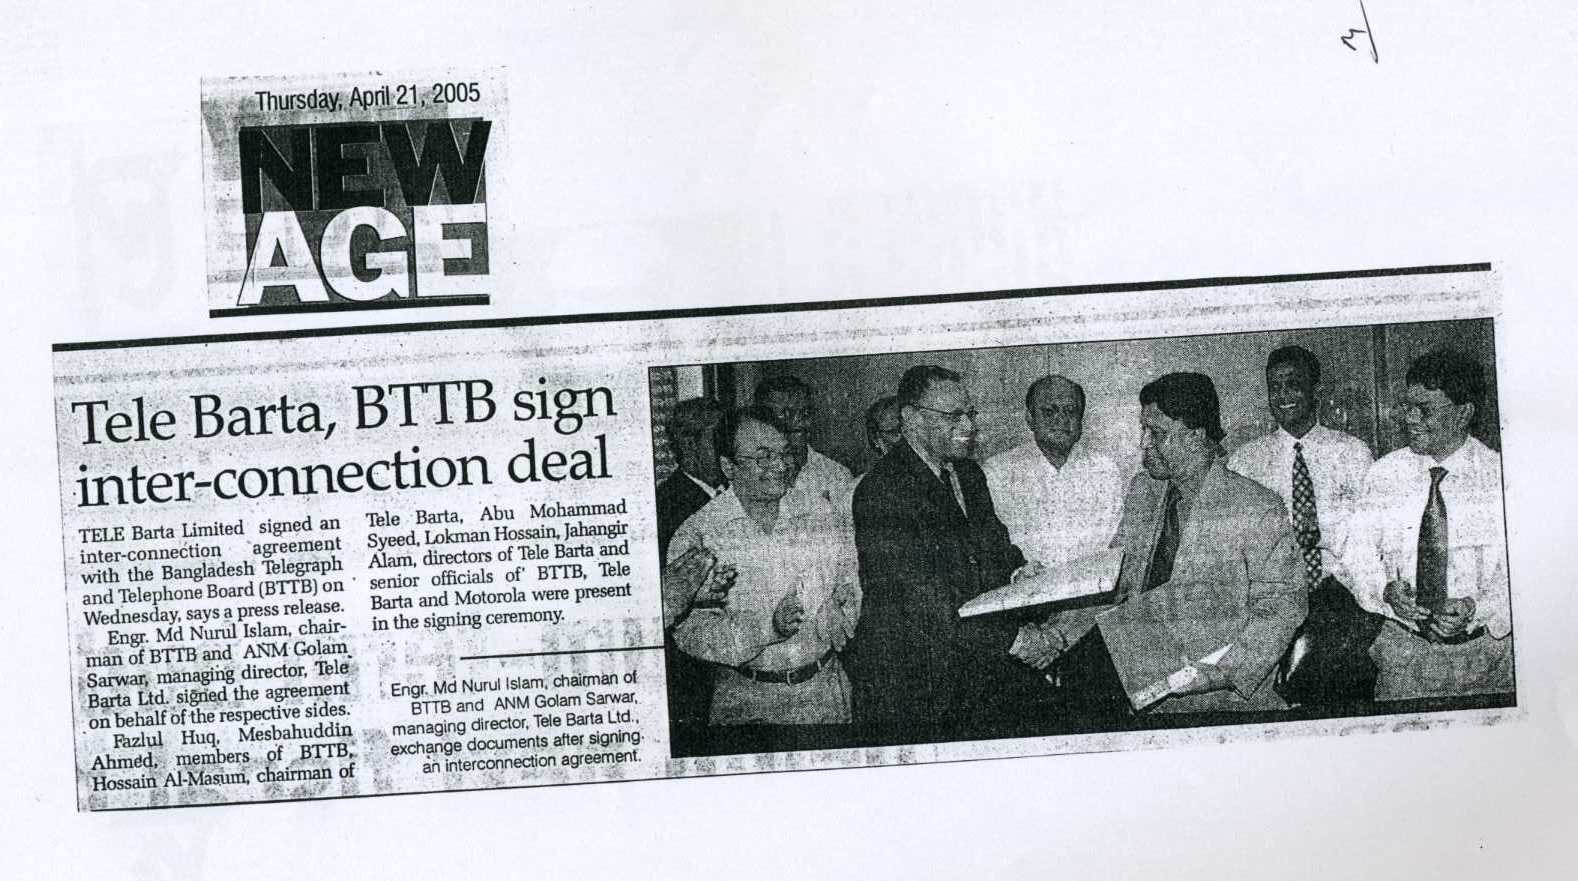 Thursday, April 21, 2005
NEW
AGE
Tele Barta, BTTB sign
inter-connection deal
TELE Barta Limited signed an
inter-connection agreement
with the Bangladesh Telegraph
and Telephone Board (BTTB) on
Wednesday, says a press release.
Engr. Md Nurul Islam, chair-
man of BTTB and ANM Golam
Sarwar, managing director, Tele
Barta Ltd. signed the agreement
on behalf of the respective sides.
Fazlul Huq, Mesbahuddin
Ahmed, members of BTTB,
Hossain Al-Masum, chairman of
Tele Barta, Abu Mohammad
Syeed, Lokman Hossain, Jahangir
Alam, directors of Tele Barta and
senior officials of BTTB, Tele
Barta and Motorola were present
in the signing ceremony.
Engr. Md Nurul Islam, chairman of
BTTB and ANM Golam Sarwar,
managing director, Tele Barta Ltd.,
exchange documents after signing
an interconnection agreement.